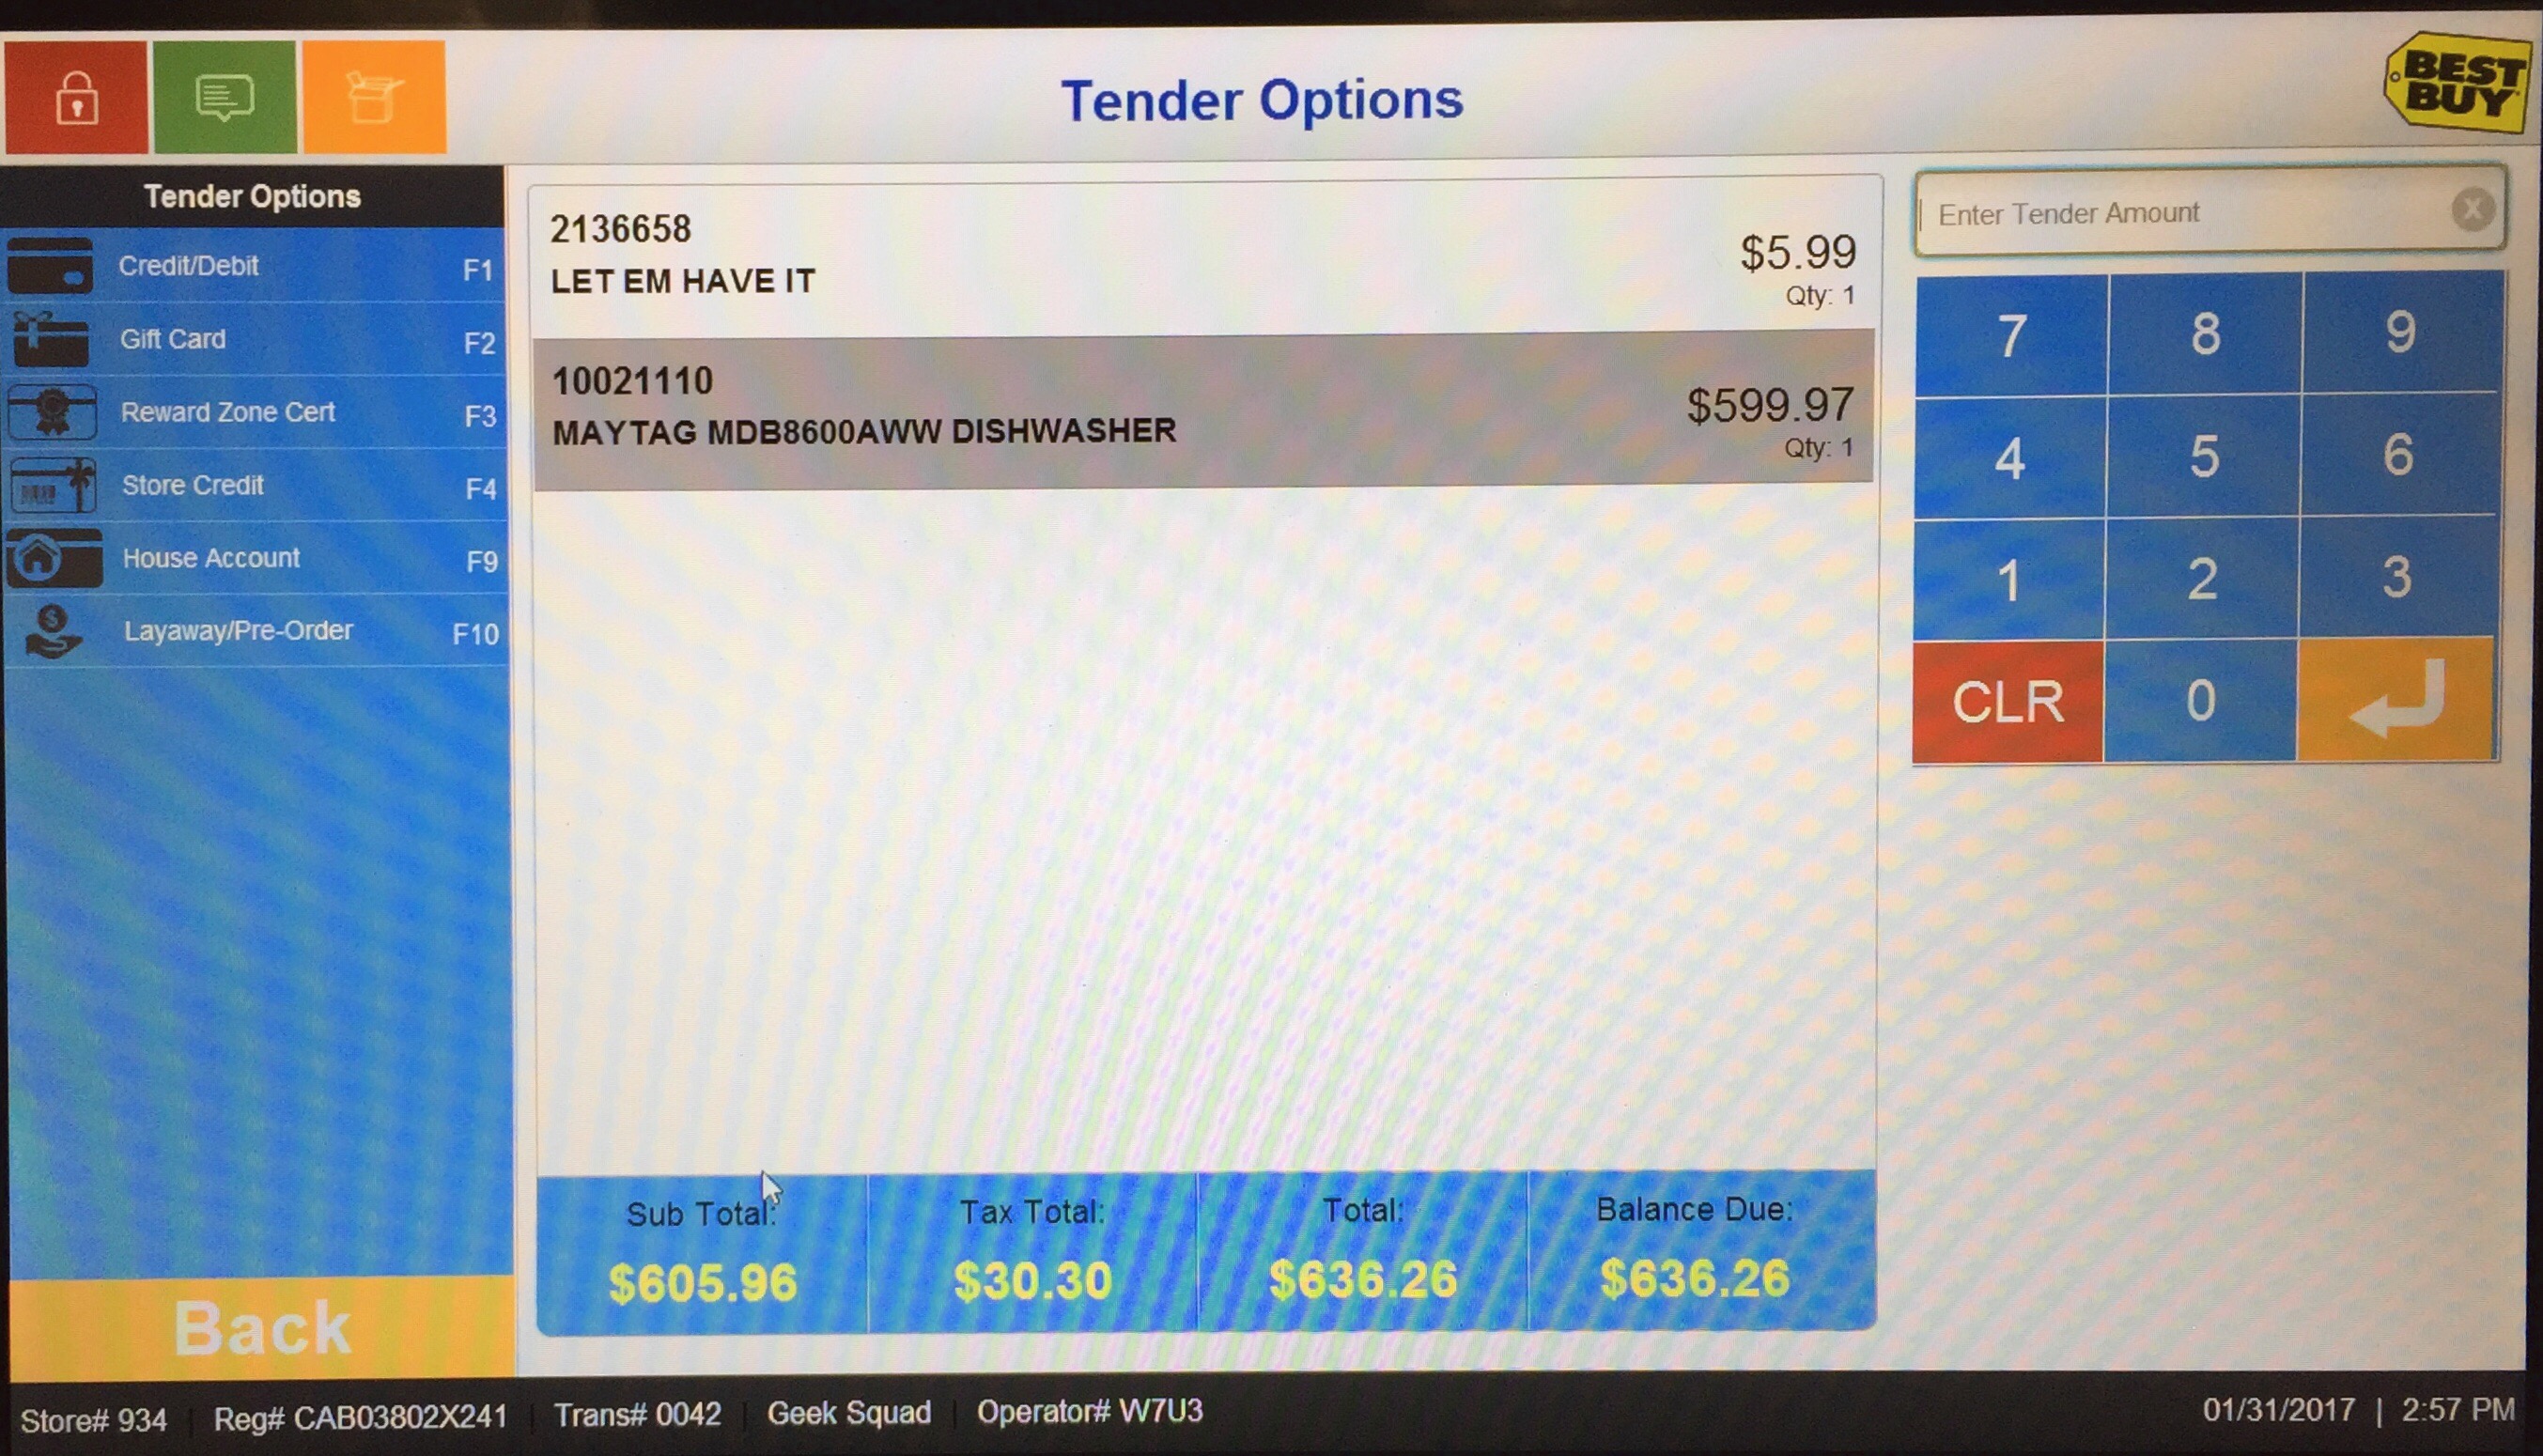 Tender Options
BEST
BUY
Tender Options
Credit/Debit F1
Gift Card F2
Reward Zone Cert F3
Store Credit F4
House Account F9
Layaway/Pre-Order F10
Back
2136658
LET EM HAVE IT
$5.99
Qty: 1
10021110
MAYTAG MDB8600AWW DISHWASHER
$599.97
Qty: 1
Sub Total: Tax Total: Total: Balance Due:
$605.96 $30.30 $636.26 $636.26
Enter Tender Amount X
7 8 9
4 5 6
1 2 3
CLR 0
Store# 934 Reg# CAB03802X241 Trans# 0042 Geek Squad Operator# W7U3 01/31/2017 | 2:57 PM